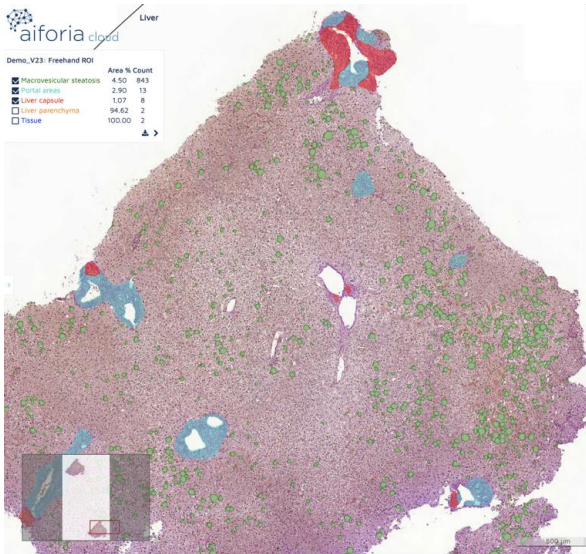 Liver
aiforia cloud
Demo_V23: Freehand ROI
Area % Count
Macrovesicular steatosis 4.50 843
Portal areas 2.90 13
Liver capsule 1.07 8
Liver parenchyma 94.62 2
Tissue 100.00 2
800 µm